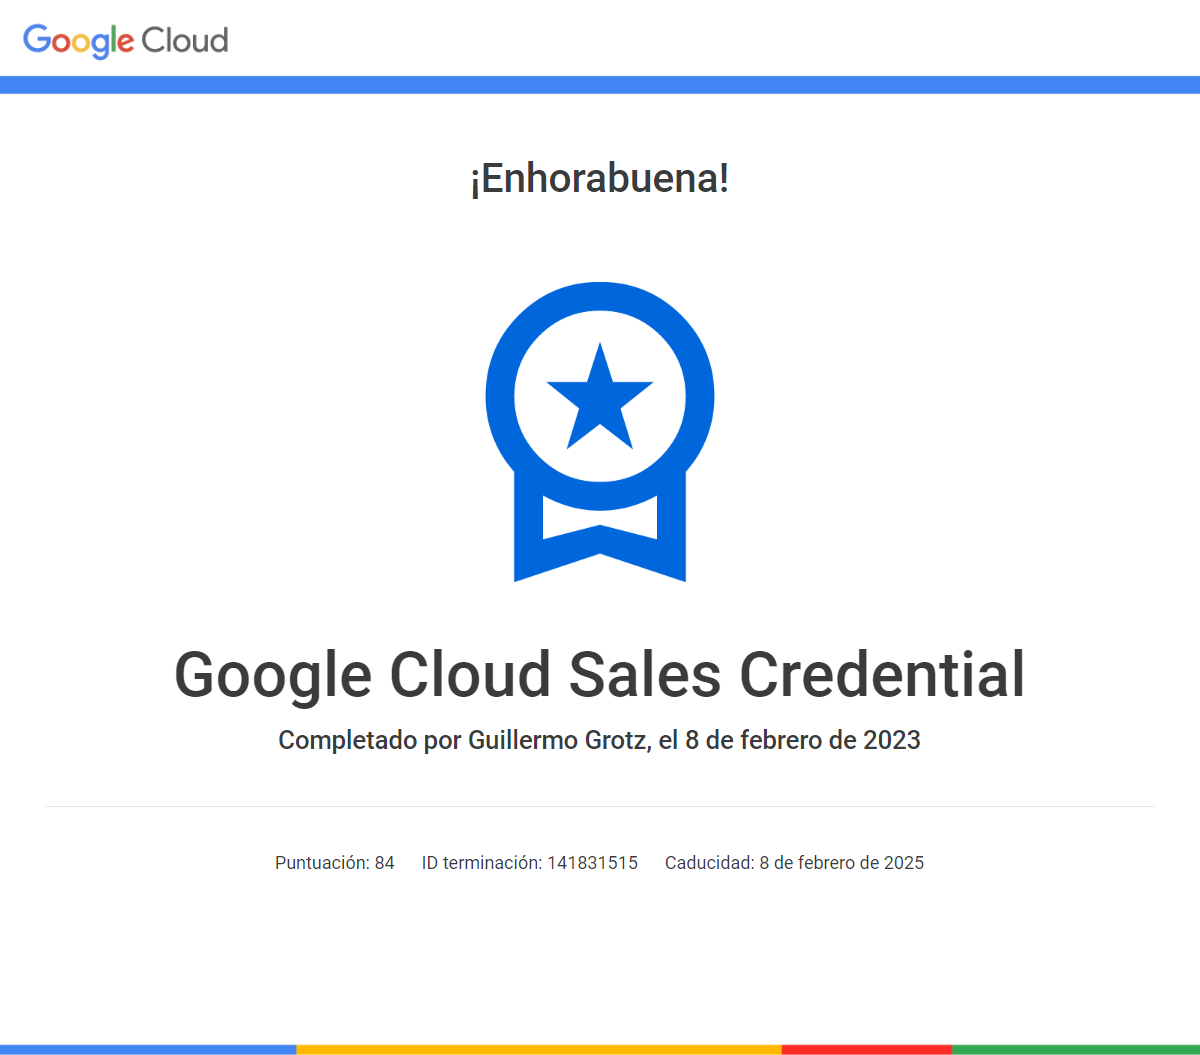 Google Cloud
¡Enhorabuena!
Google Cloud Sales Credential
Completado por Guillermo Grotz, el 8 de febrero de 2023
Puntuación: 84 ID terminación: 141831515 Caducidad: 8 de febrero de 2025